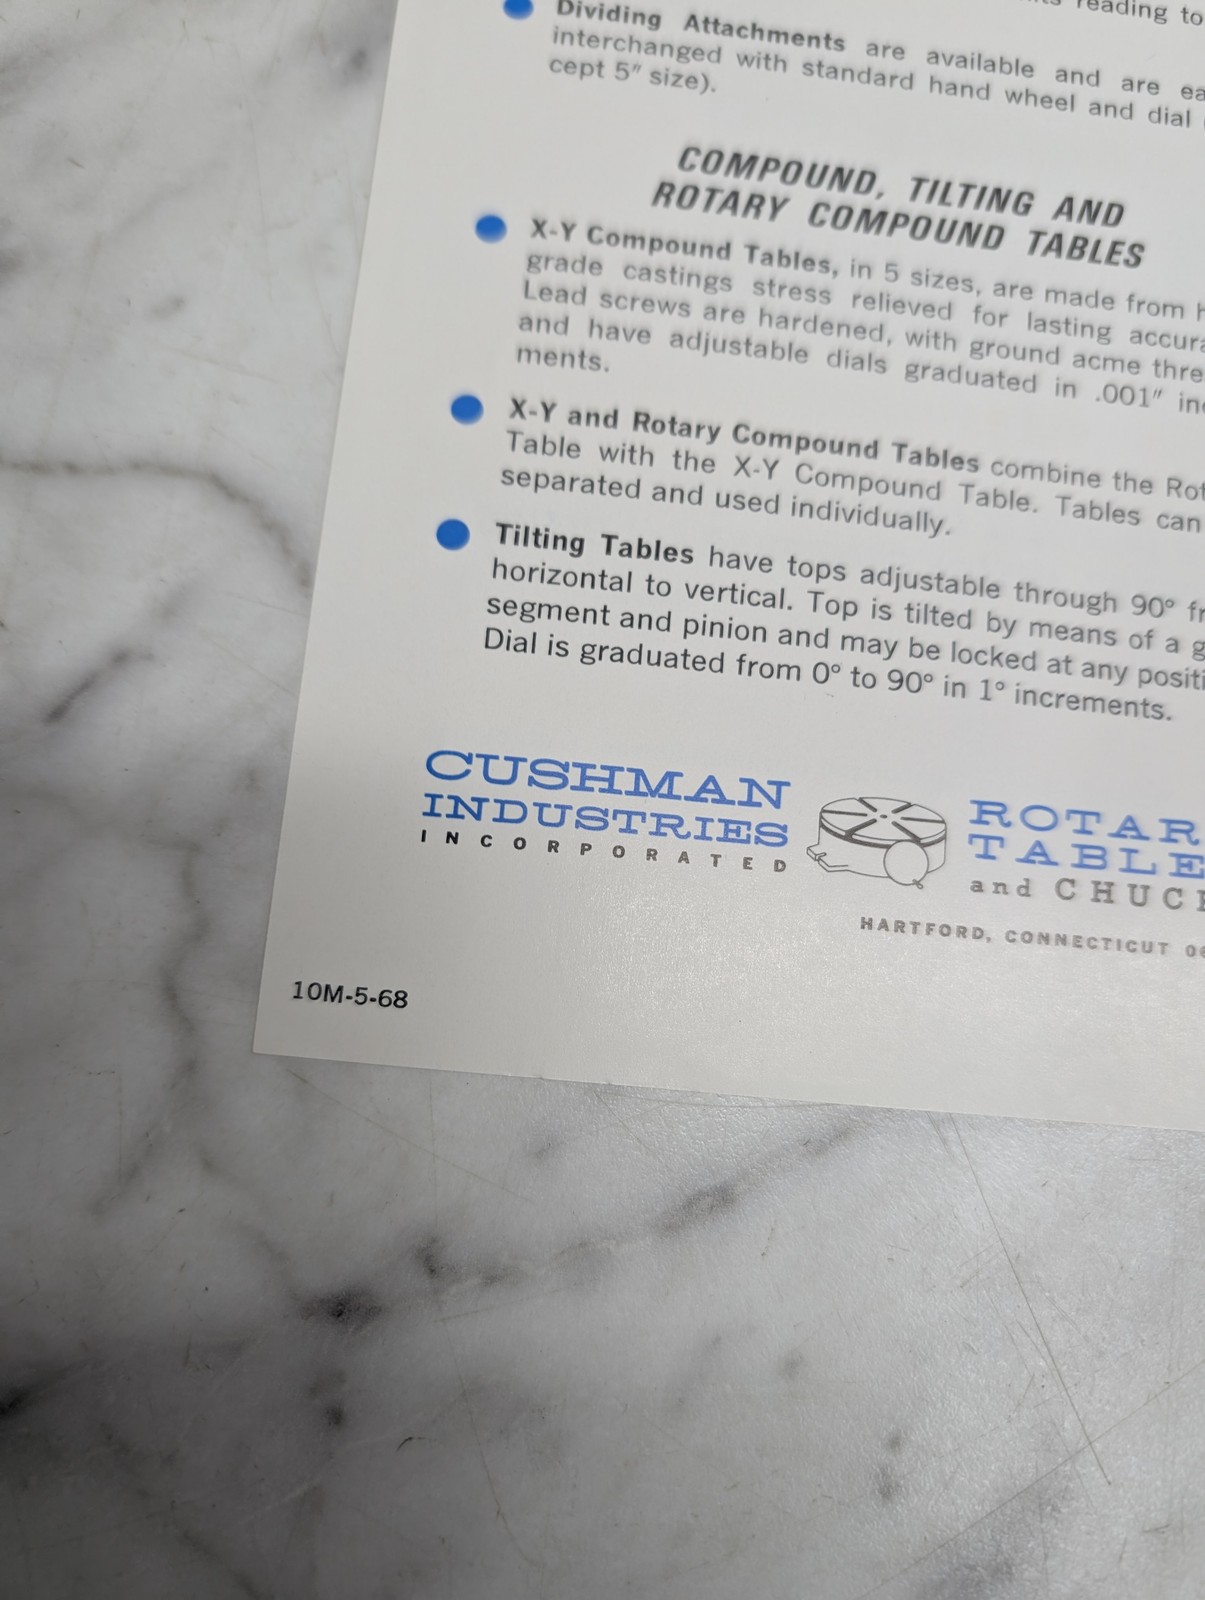 reading to
Dividing Attachments are available and are
interchanged with standard hand wheel and dial
cept 5" size).
COMPOUND, TILTING AND
ROTARY COMPOUND TABLES
X-Y Compound Tables, in 5 sizes, are made from
grade castings stress relieved for lasting
Lead screws are hardened, with ground acme
and have adjustable dials graduated in .001"
ments.
X-Y and Rotary Compound Tables combine the
Table with the X-Y Compound Table. Tables can
separated and used individually.
Tilting Tables have tops adjustable through 90°
horizontal to vertical. Top is tilted by means of a
segment and pinion and may be locked at any
Dial is graduated from 0° to 90° in 1° increments.
CUSHMAN
INDUSTRIES
INCORPORATED
ROTAR
TABLE
and CHUC
HARTFORD, CONNECTICUT
10M-5-68